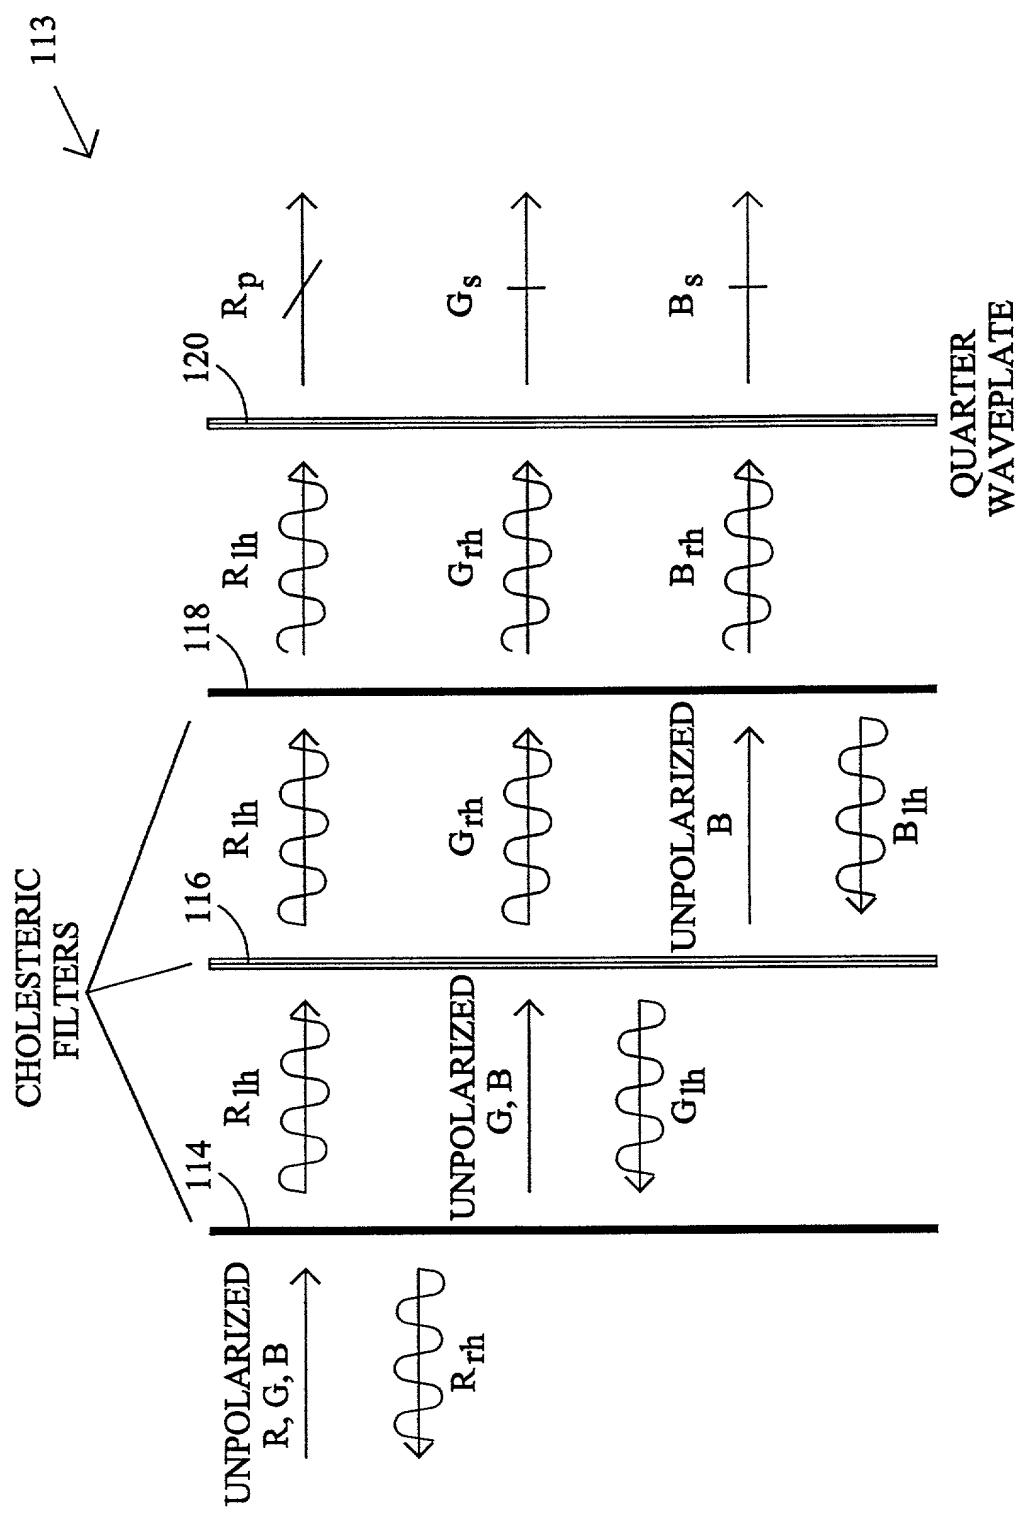 113
CHOLESTERIC
FILTERS
114
116
118
120
UNPOLARIZED
R, G, B
R_lh
R_lh
R_lh
R_p
R_rh
UNPOLARIZED
G, B
G_rh
G_rh
G_s
G_lh
UNPOLARIZED
B
B_rh
B_s
B_lh
QUARTER
WAVEPLATE